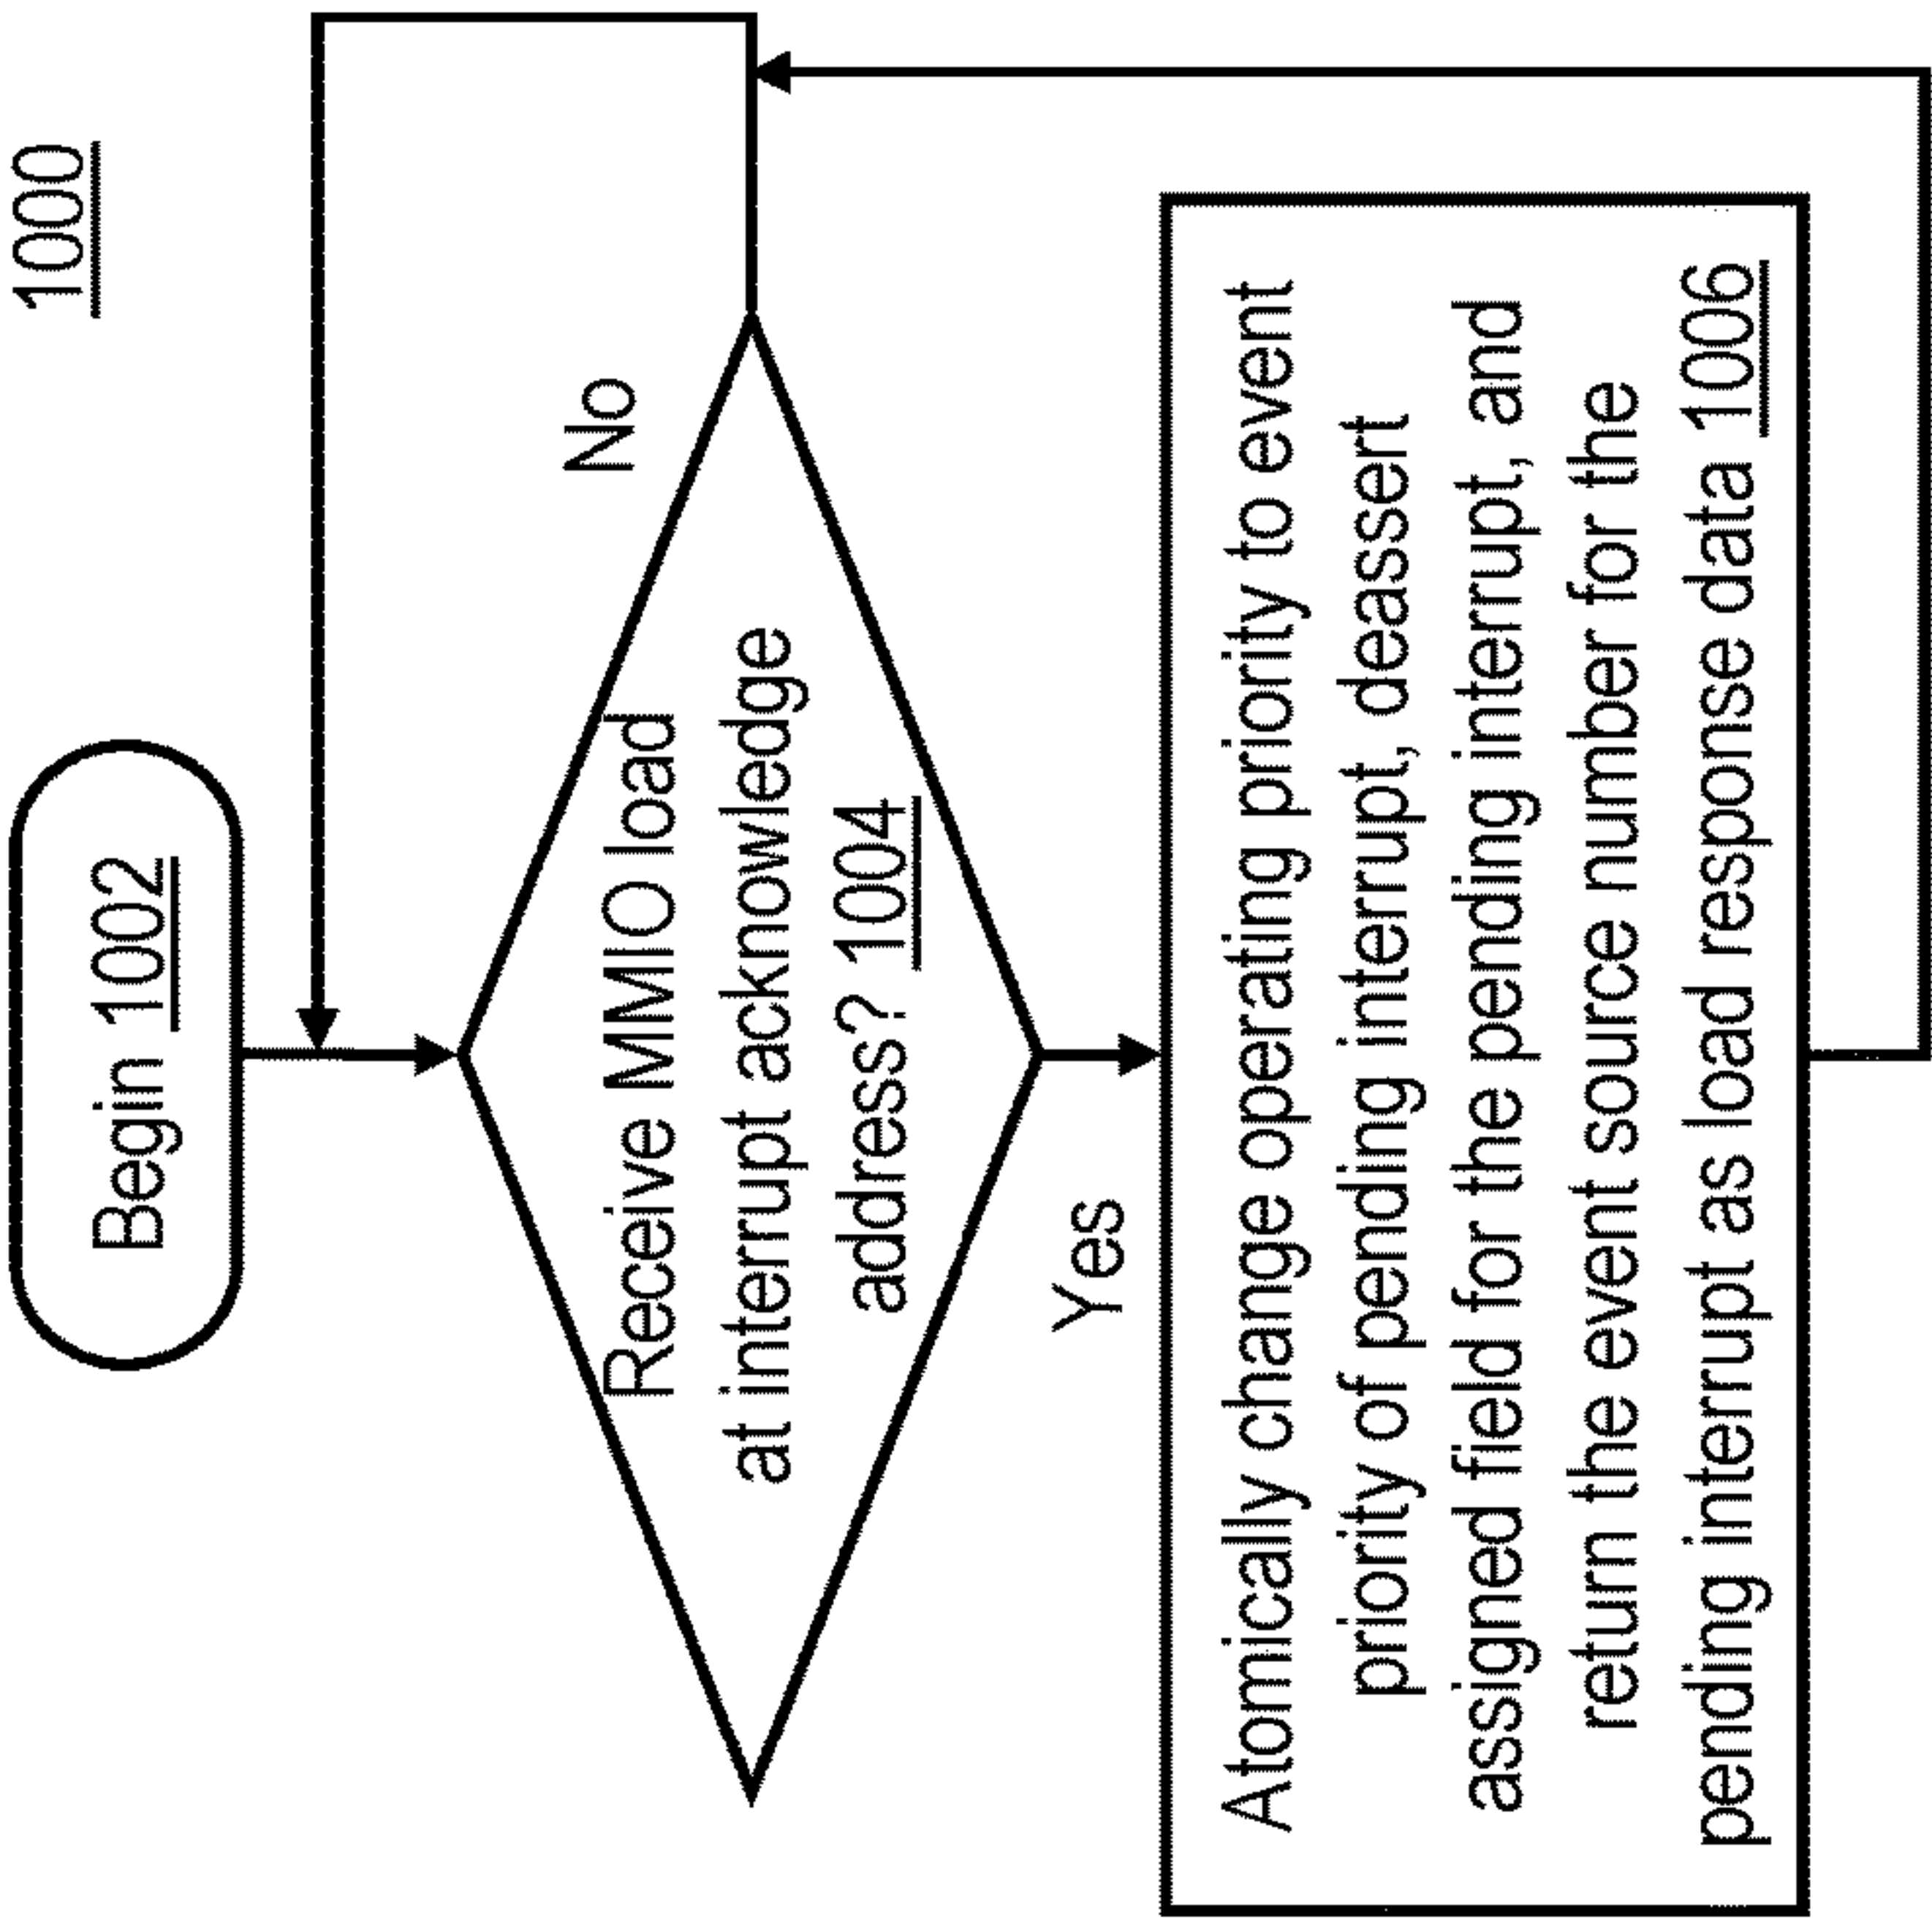 1000
Begin 1002
Receive MMIO load
at interrupt acknowledge
address? 1004
No
Yes
Atomically change operating priority to event
priority of pending interrupt, deassert
assigned field for the pending interrupt, and
return the event source number for the
pending interrupt as load response data 1006